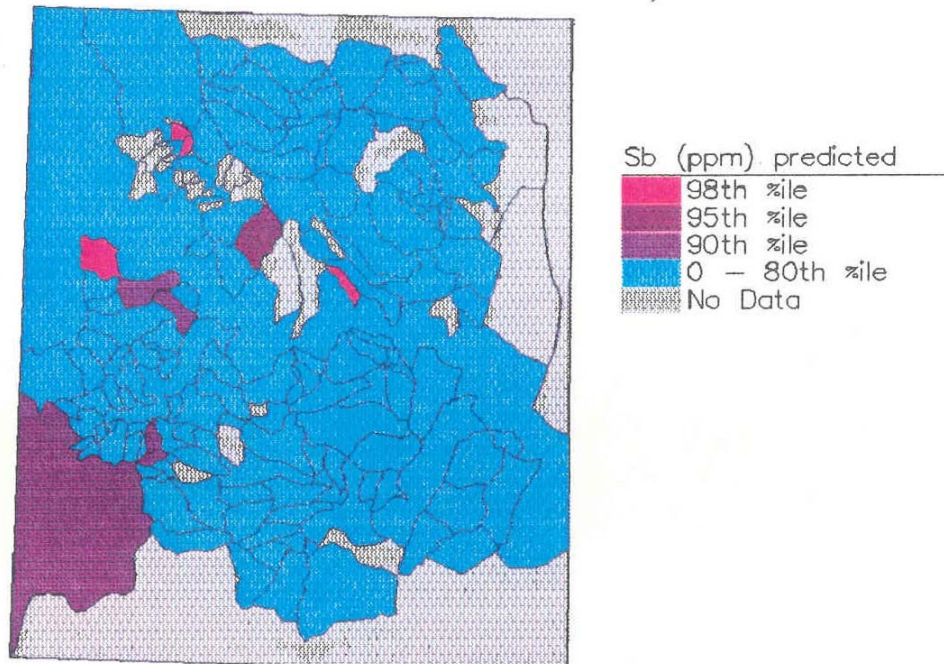 Sb (ppm) predicted
98th %ile
95th %ile
90th %ile
0 – 80th %ile
No Data